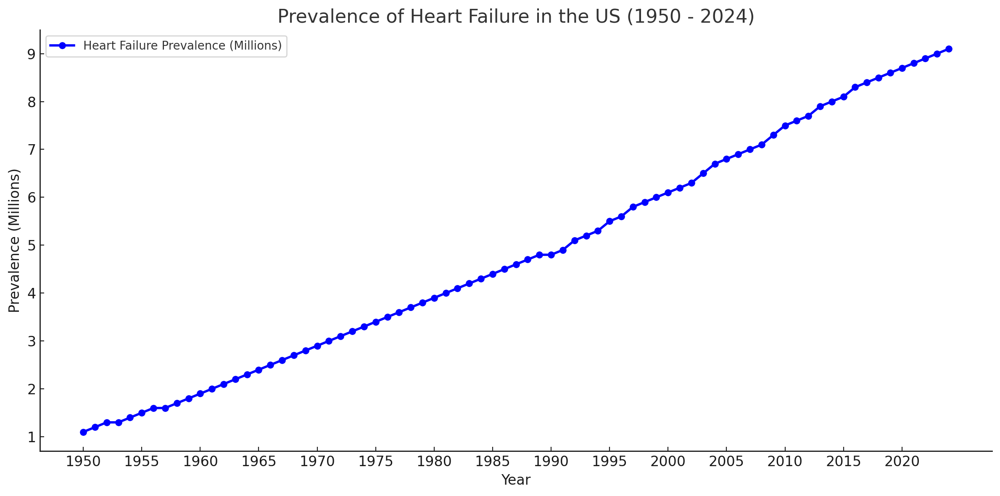 Prevalence of Heart Failure in the US (1950 - 2024)
Heart Failure Prevalence (Millions)
9
8
7
6
5
4
3
2
1
Prevalence (Millions)
1950 1955 1960 1965 1970 1975 1980 1985 1990 1995 2000 2005 2010 2015 2020
Year